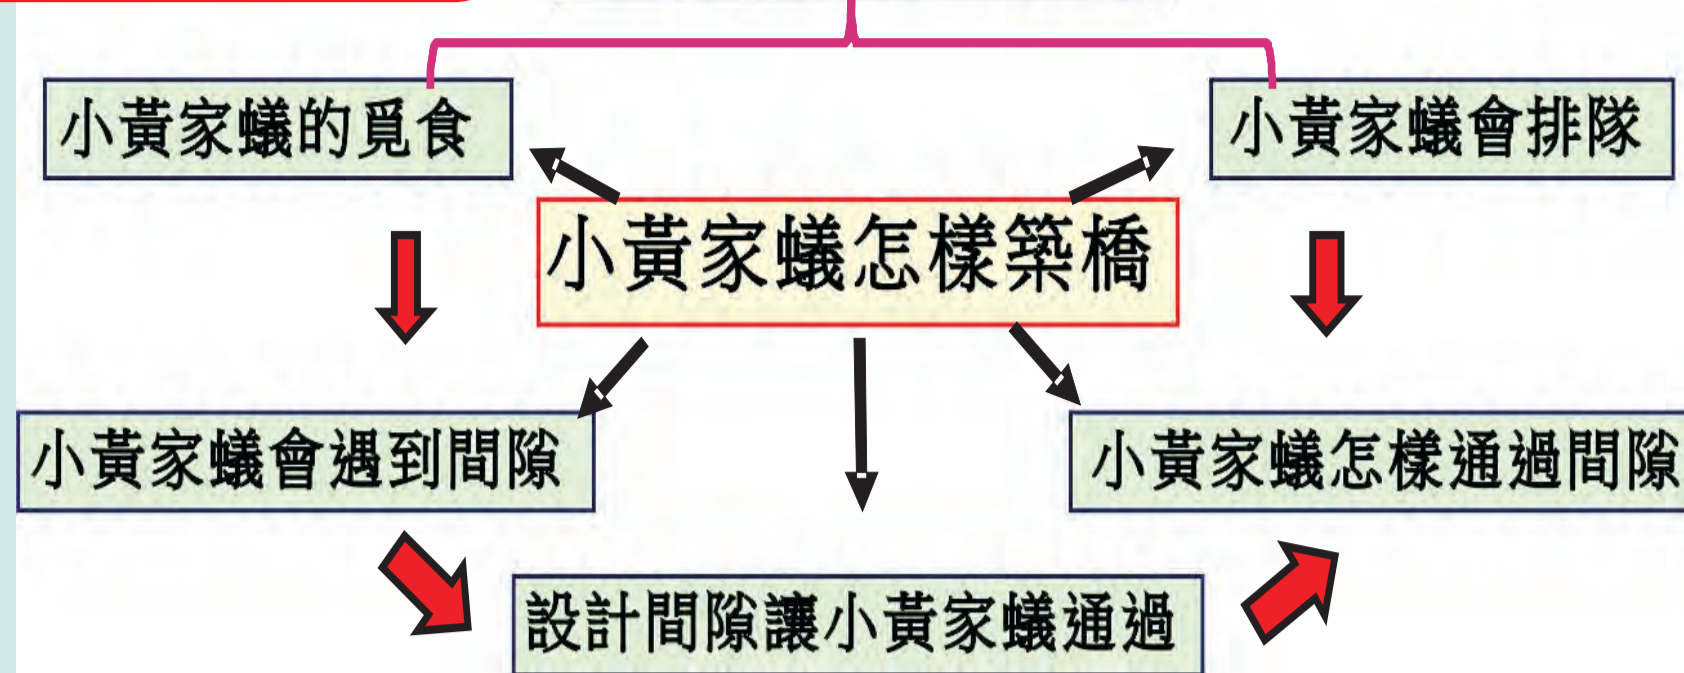 小黃家蟻的覓食
小黃家蟻會排隊
小黃家蟻怎樣築橋
小黃家蟻會遇到間隙
小黃家蟻怎樣通過間隙
設計間隙讓小黃家蟻通過